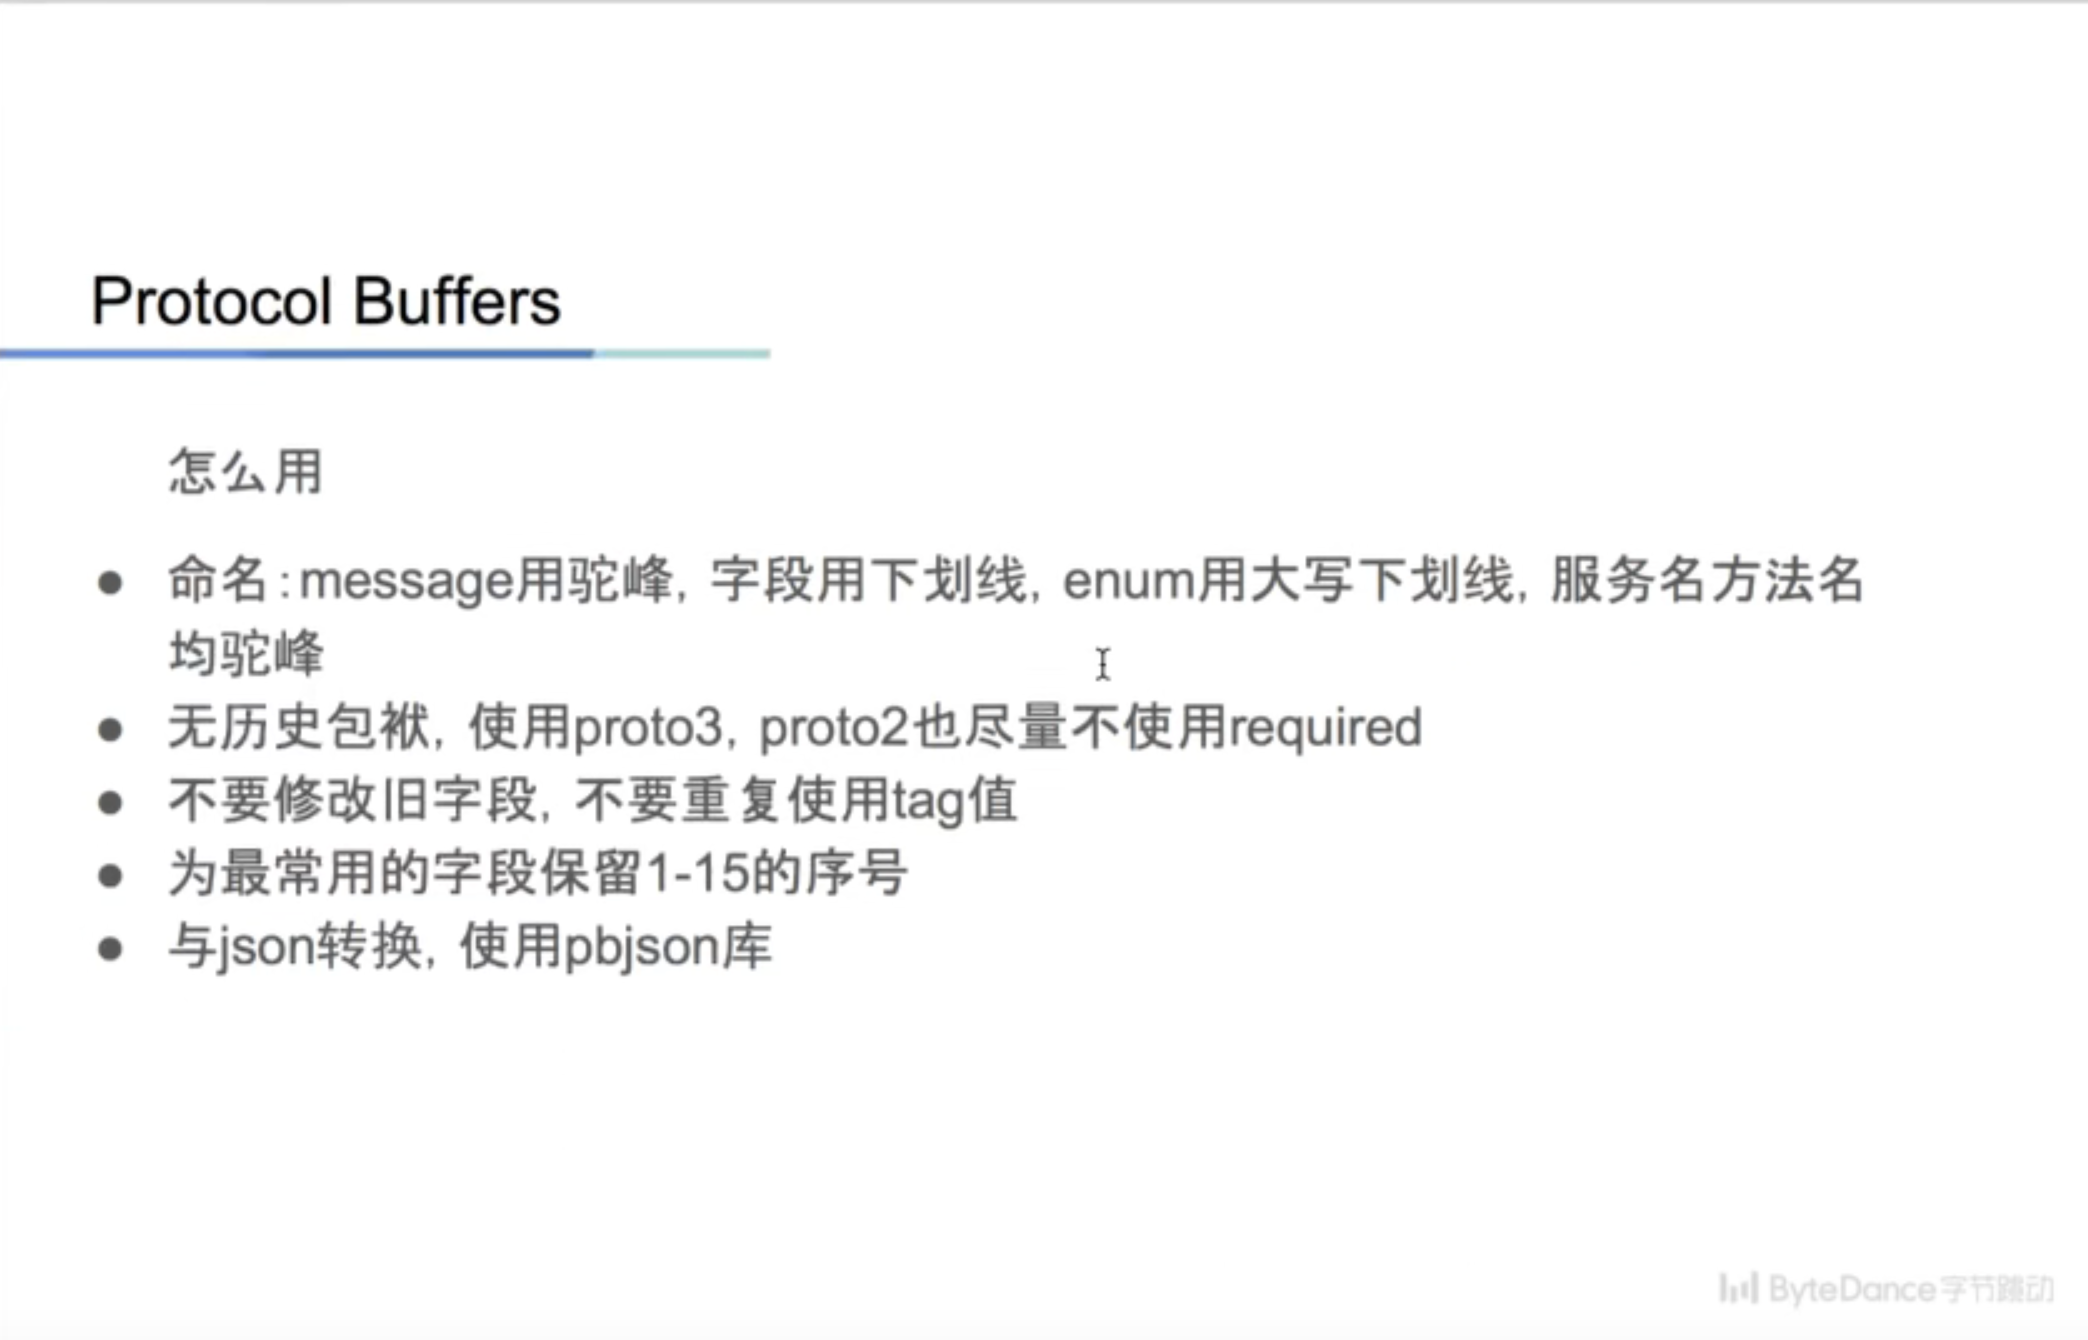 Protocol Buffers
怎么用
命名:message用驼峰, 字段用下划线, enum用大写下划线, 服务名方法名
均驼峰
无历史包袱, 使用proto3, proto2也尽量不使用required
不要修改旧字段, 不要重复使用tag值
为最常用的字段保留1-15的序号
与json转换, 使用pbjson库
ByteDance字节跳动